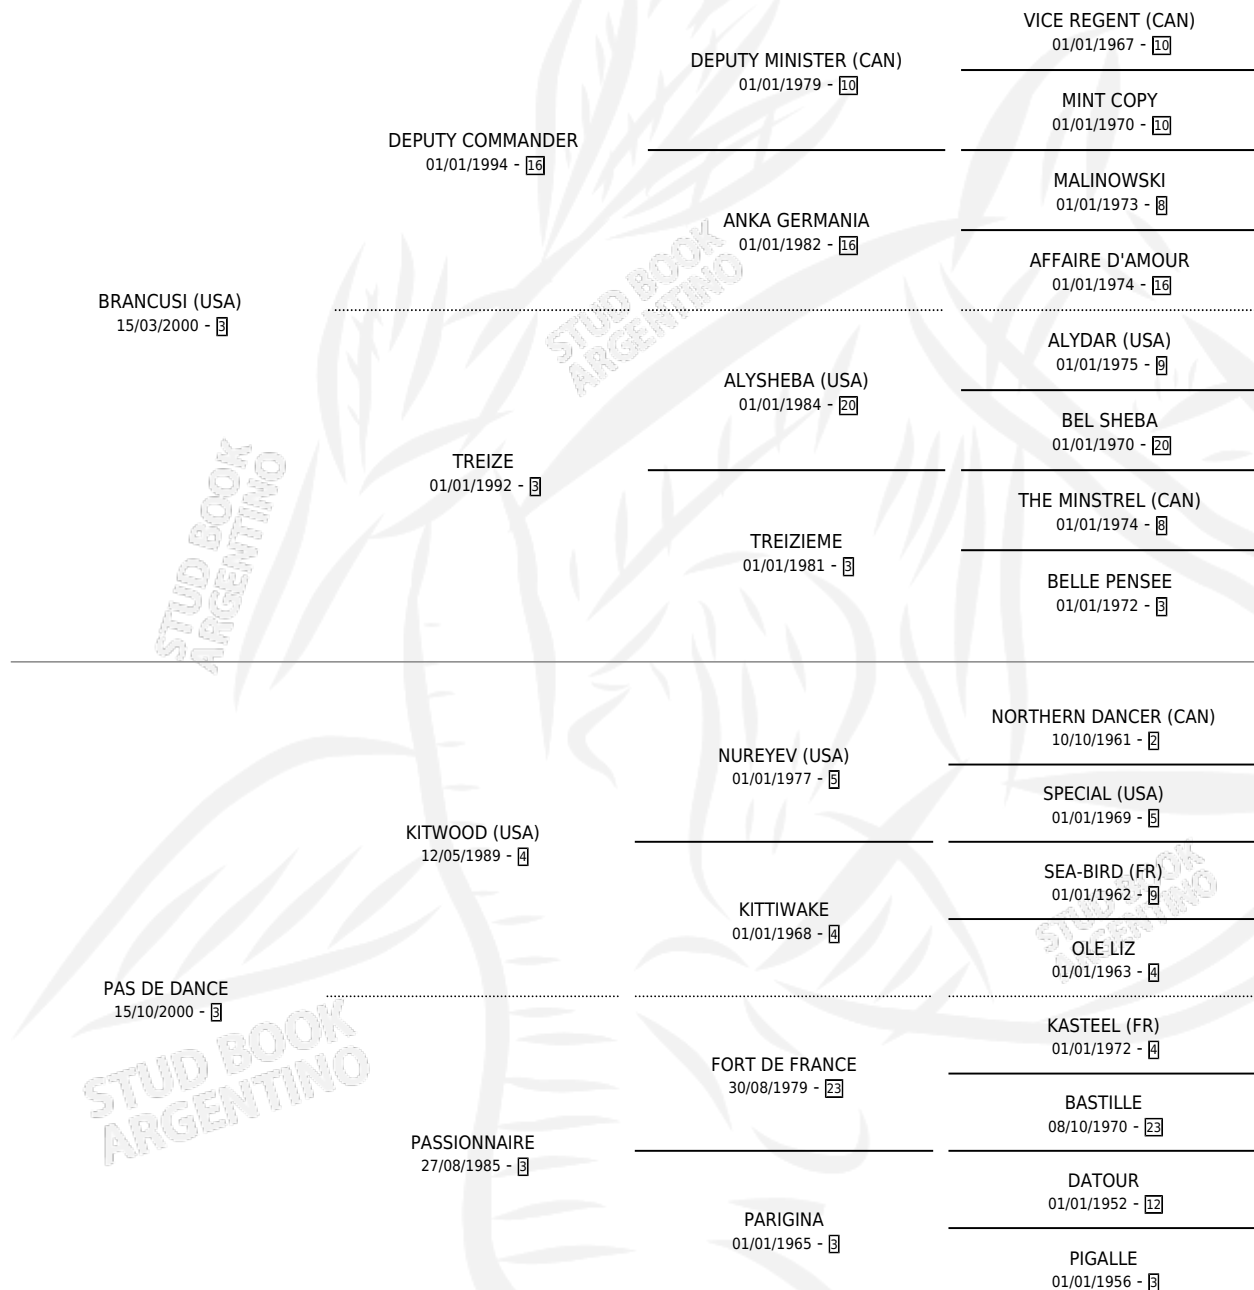 VICE REGENT (CAN)
01/01/1967 - 10
DEPUTY MINISTER (CAN)
01/01/1979 - 10
MINT COPY
01/01/1970 - 10
DEPUTY COMMANDER
01/01/1994 - 16
MALINOWSKI
01/01/1973 - 8
ANKA GERMANIA
01/01/1982 - 16
AFFAIRE D'AMOUR
01/01/1974 - 16
BRANCUSI (USA)
15/03/2000 - 3
STUD BOOK
ARGENTINO
ALYDAR (USA)
01/01/1975 - 9
ALYSHEBA (USA)
01/01/1984 - 20
BEL SHEBA
01/01/1970 - 20
TREIZE
01/01/1992 - 3
THE MINSTREL (CAN)
01/01/1974 - 8
TREIZIEME
01/01/1981 - 3
BELLE PENSEE
01/01/1972 - 3
STUD BOOK
ARGENTINO
NORTHERN DANCER (CAN)
10/10/1961 - 2
NUREYEV (USA)
01/01/1977 - 5
SPECIAL (USA)
01/01/1969 - 5
KITWOOD (USA)
12/05/1989 - 4
SEA-BIRD (FR)
01/01/1962 - 9
KITTIWAKE
01/01/1968 - 4
STUD BOOK
ARGENTINO
OLE LIZ
01/01/1963 - 4
PAS DE DANCE
15/10/2000 - 3
KASTEEL (FR)
01/01/1972 - 4
FORT DE FRANCE
30/08/1979 - 23
STUD BOOK
ARGENTINO
BASTILLE
08/10/1970 - 23
PASSIONNAIRE
27/08/1985 - 3
DATOUR
01/01/1952 - 12
PARIGINA
01/01/1965 - 3
PIGALLE
01/01/1956 - 3